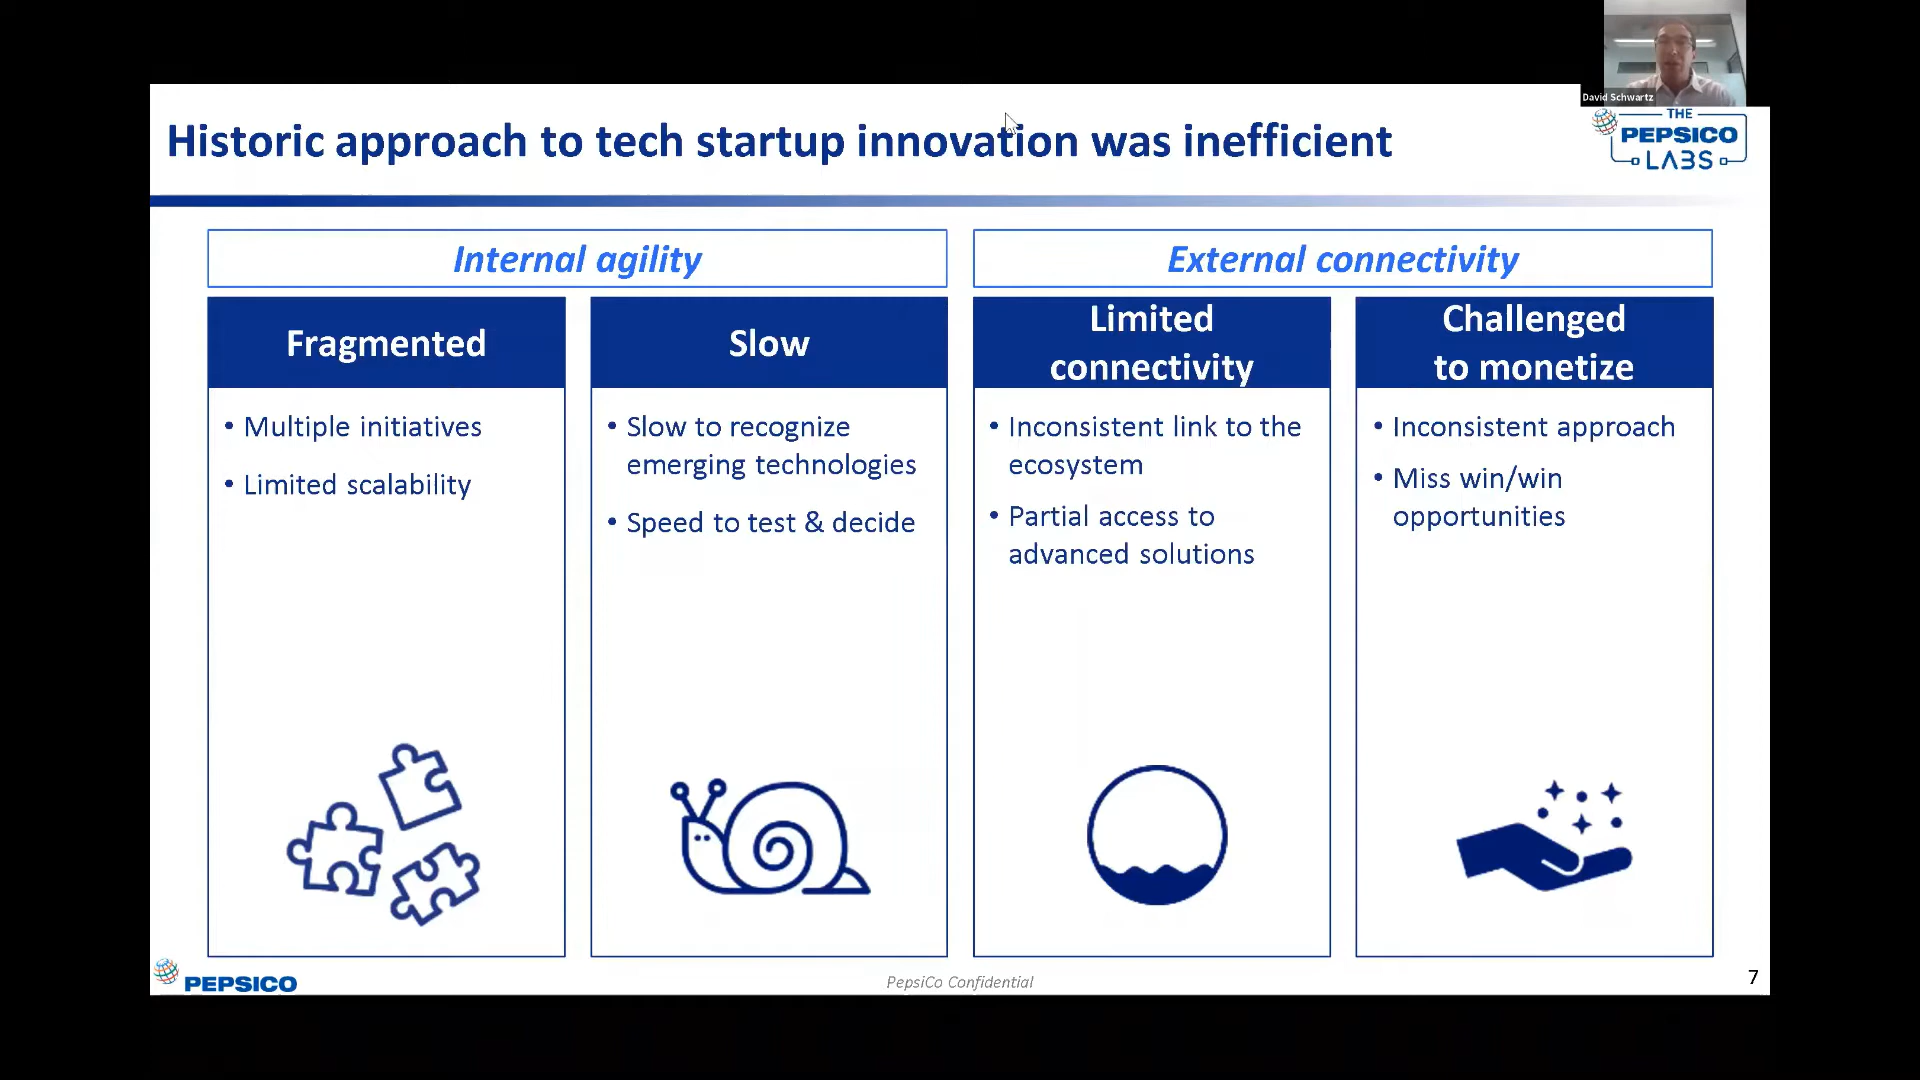 David Schwartz
Historic approach to tech startup innovation was inefficient
THE
PEPSICO
LABS
Internal agility
External connectivity
Fragmented
• Multiple initiatives
• Limited scalability
Slow
• Slow to recognize
emerging technologies
• Speed to test & decide
Limited
connectivity
• Inconsistent link to the
ecosystem
• Partial access to
advanced solutions
Challenged
to monetize
• Inconsistent approach
• Miss win/win
opportunities
PEPSICO
PepsiCo Confidential
7